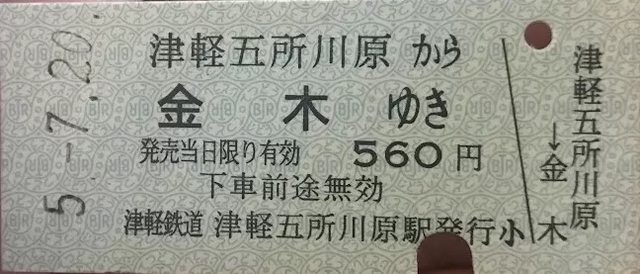 5.-7.20.
津軽五所川原 から
金木 ゆき
発売当日限り有効 560円
下車前途無効
津軽鉄道 津軽五所川原駅発行 小
津軽五所川原
→金木